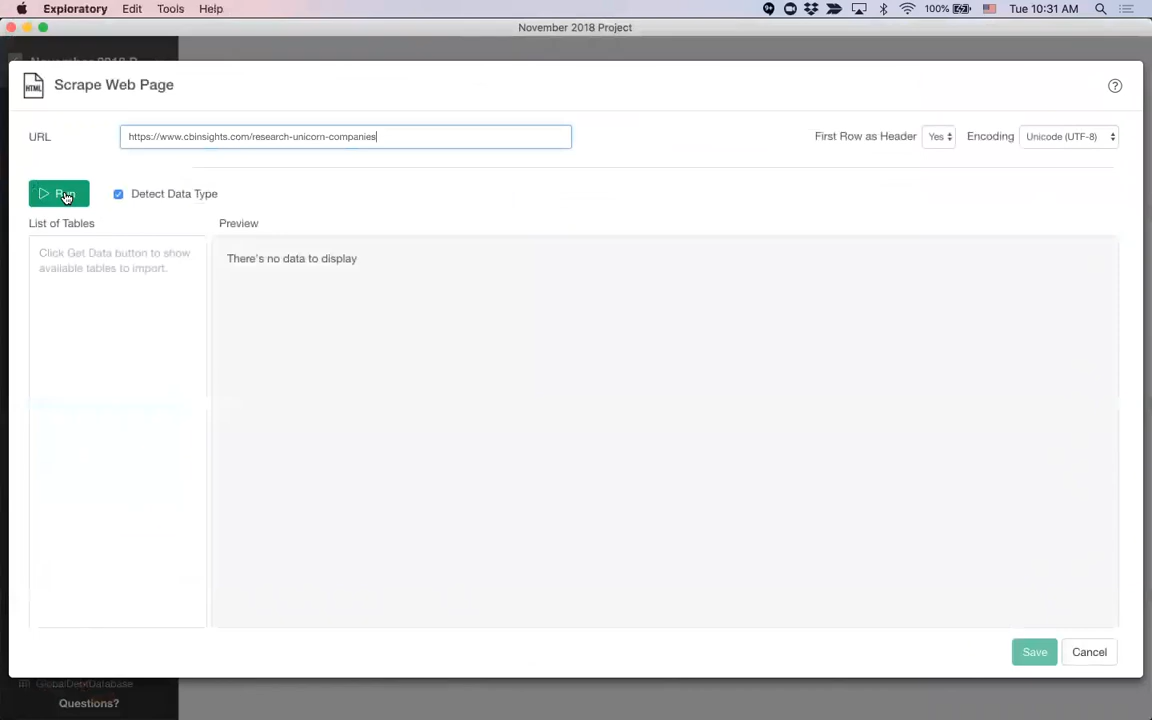 Exploratory Edit Tools Help 100% Tue 10:31 AM
November 2018 Project
HTML Scrape Web Page
URL https://www.cbinsights.com/research-unicorn-companies First Row as Header Yes Encoding Unicode (UTF-8)
Run Detect Data Type
List of Tables Preview
Click Get Data button to show
available tables to import.
There's no data to display
Save Cancel
GlobalDebtDatabase
Questions?